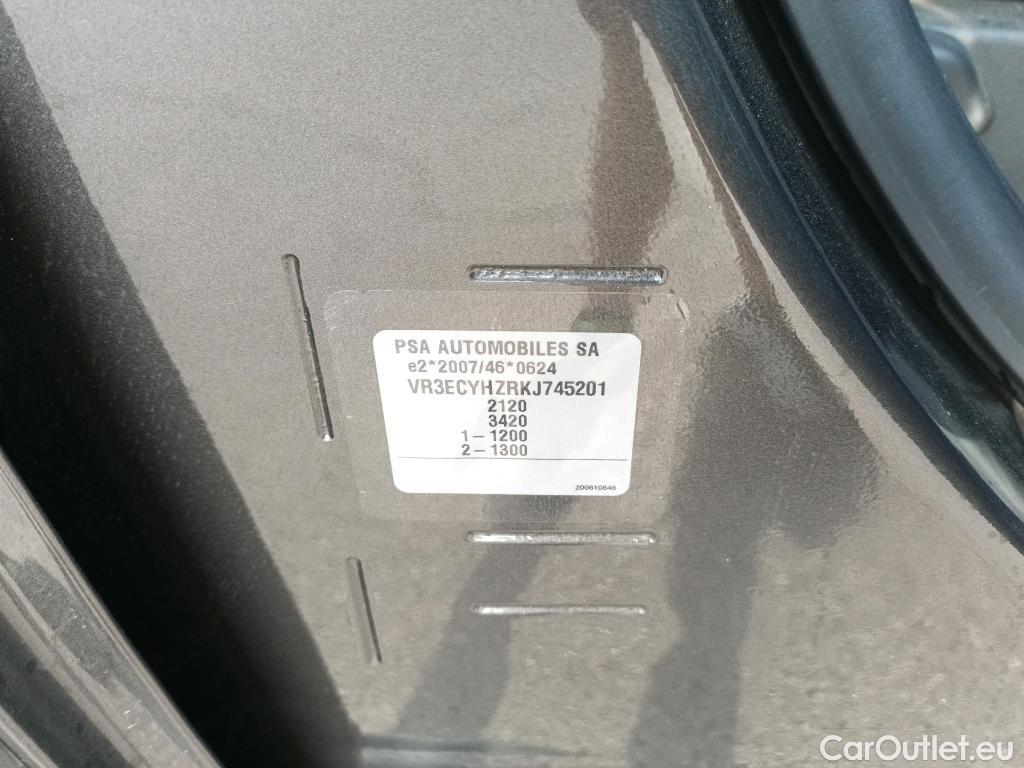 PSA AUTOMOBILES SA
e2*2007/46*0624
VR3ECYHZRKJ745201
2120
3420
1-1200
2-1300
200610846
CarOutlet.eu